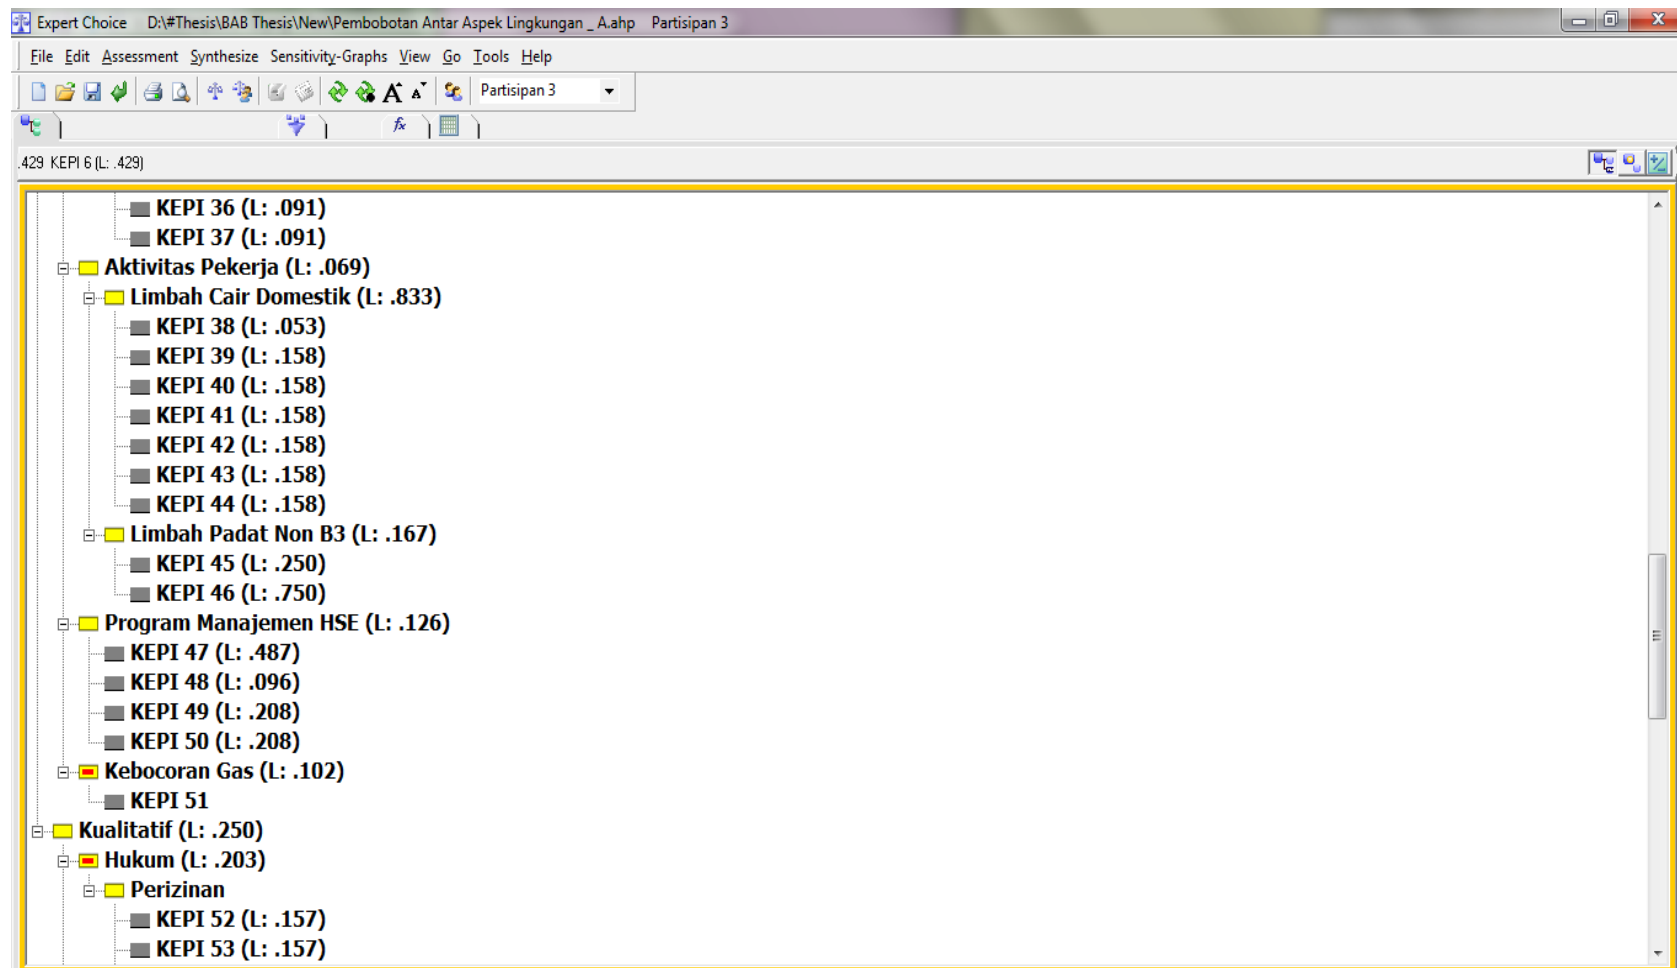 Expert Choice D:\#Thesis\BAB Thesis\New\Pembobotan Antar Aspek Lingkungan _ A.ahp Partisipan 3
File Edit Assessment Synthesize Sensitivity-Graphs View Go Tools Help
Partisipan 3
.429 KEPI 6 (L: .429)
KEPI 36 (L: .091)
KEPI 37 (L: .091)
Aktivitas Pekerja (L: .069)
Limbah Cair Domestik (L: .833)
KEPI 38 (L: .053)
KEPI 39 (L: .158)
KEPI 40 (L: .158)
KEPI 41 (L: .158)
KEPI 42 (L: .158)
KEPI 43 (L: .158)
KEPI 44 (L: .158)
Limbah Padat Non B3 (L: .167)
KEPI 45 (L: .250)
KEPI 46 (L: .750)
Program Manajemen HSE (L: .126)
KEPI 47 (L: .487)
KEPI 48 (L: .096)
KEPI 49 (L: .208)
KEPI 50 (L: .208)
Kebocoran Gas (L: .102)
KEPI 51
Kualitatif (L: .250)
Hukum (L: .203)
Perizinan
KEPI 52 (L: .157)
KEPI 53 (L: .157)